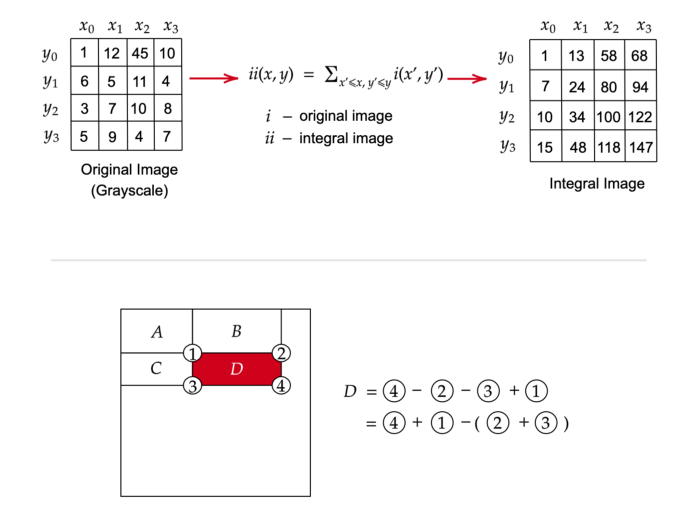 x₀ x₁ x₂ x₃
y₀ 1 12 45 10
y₁ 6 5 11 4
y₂ 3 7 10 8
y₃ 5 9 4 7
Original Image
(Grayscale)
ii(x, y) = ∑x′⩽x, y′⩽y i(x′, y′)
i – original image
ii – integral image
x₀ x₁ x₂ x₃
y₀ 1 13 58 68
y₁ 7 24 80 94
y₂ 10 34 100 122
y₃ 15 48 118 147
Integral Image
A B
① ②
C D
③ ④
D = ④ − ② − ③ + ①
= ④ + ① −( ② + ③ )